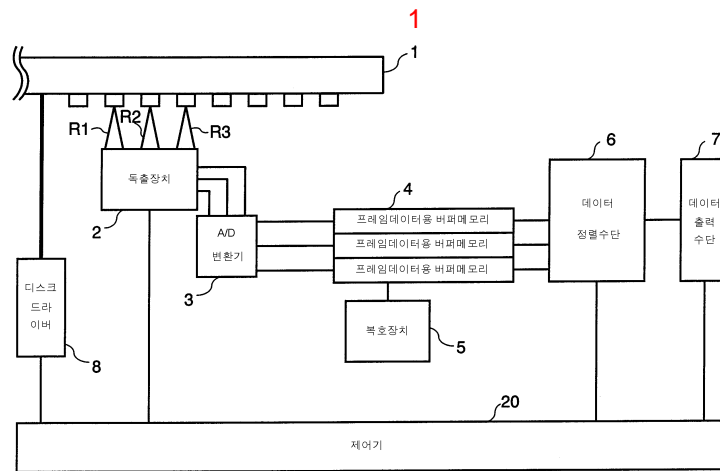 1
1
R1
R2
R3
독출장치
2
A/D
변환기
3
4
프레임데이터용 버퍼메모리
프레임데이터용 버퍼메모리
프레임데이터용 버퍼메모리
복호장치
5
6
데이터
정렬수단
7
데이터
출력
수단
디스크
드라
이버
8
20
제어기